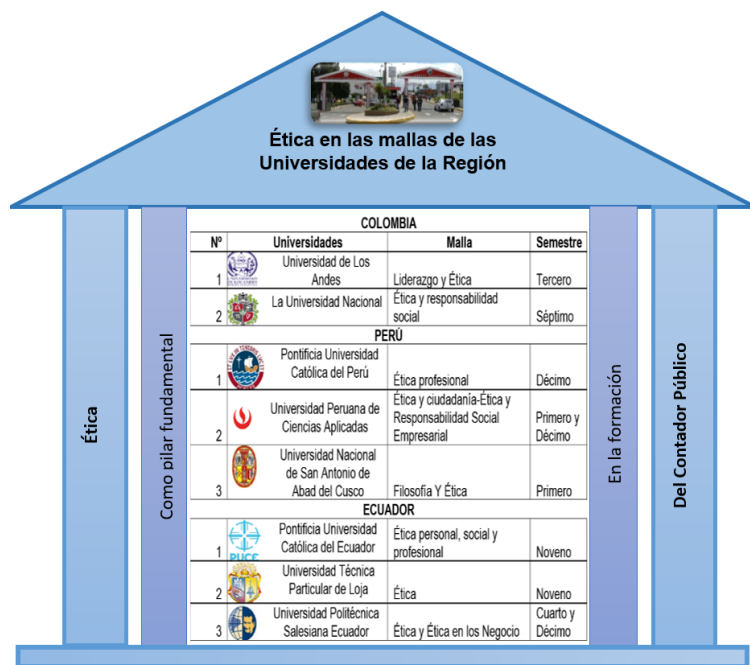 Ética en las mallas de las
Universidades de la Región
Ética
Como pilar fundamental
COLOMBIA
Nº Universidades Malla Semestre
1 Universidad de Los Andes Liderazgo y Ética Tercero
2 La Universidad Nacional Ética y responsabilidad social Séptimo
PERÚ
1 Pontificia Universidad Católica del Perú Ética profesional Décimo
2 Universidad Peruana de Ciencias Aplicadas Ética y ciudadanía-Ética y Responsabilidad Social Empresarial Primero y Décimo
3 Universidad Nacional de San Antonio de Abad del Cusco Filosofía Y Ética Primero
ECUADOR
1 PUCE Pontificia Universidad Católica del Ecuador Ética personal, social y profesional Noveno
2 Universidad Técnica Particular de Loja Ética Noveno
3 Universidad Politécnica Salesiana Ecuador Ética y Ética en los Negocio Cuarto y Décimo
En la formación
Del Contador Público